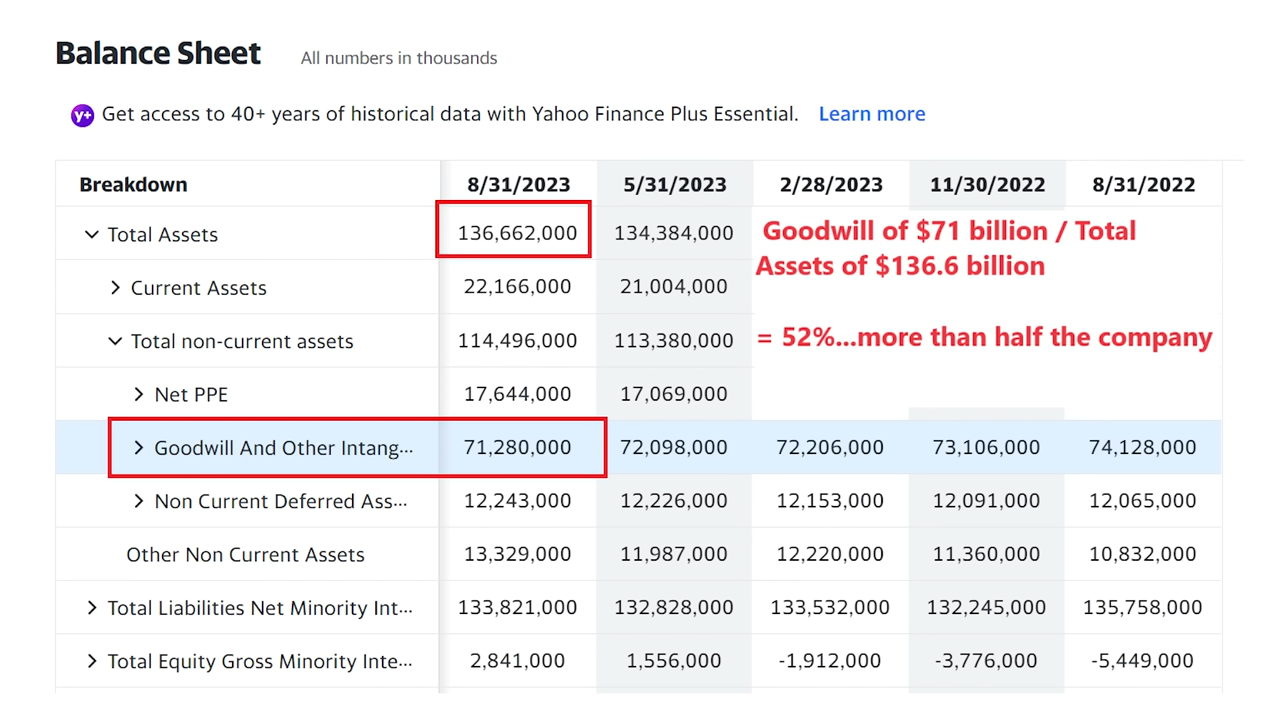 Balance Sheet All numbers in thousands
y+ Get access to 40+ years of historical data with Yahoo Finance Plus Essential. Learn more
Breakdown 8/31/2023 5/31/2023 2/28/2023 11/30/2022 8/31/2022
Total Assets 136,662,000 134,384,000 Goodwill of $71 billion / Total
Assets of $136.6 billion
Current Assets 22,166,000 21,004,000
Total non-current assets 114,496,000 113,380,000 = 52%...more than half the company
Net PPE 17,644,000 17,069,000
Goodwill And Other Intang... 71,280,000 72,098,000 72,206,000 73,106,000 74,128,000
Non Current Deferred Ass... 12,243,000 12,226,000 12,153,000 12,091,000 12,065,000
Other Non Current Assets 13,329,000 11,987,000 12,220,000 11,360,000 10,832,000
Total Liabilities Net Minority Int... 133,821,000 132,828,000 133,532,000 132,245,000 135,758,000
Total Equity Gross Minority Inte... 2,841,000 1,556,000 -1,912,000 -3,776,000 -5,449,000